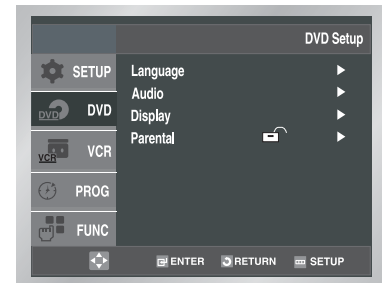 DVD Setup
SETUP
DVD
VCR
PROG
FUNC
Language
Audio
Display
Parental
DVD
VCR
ENTER RETURN SETUP